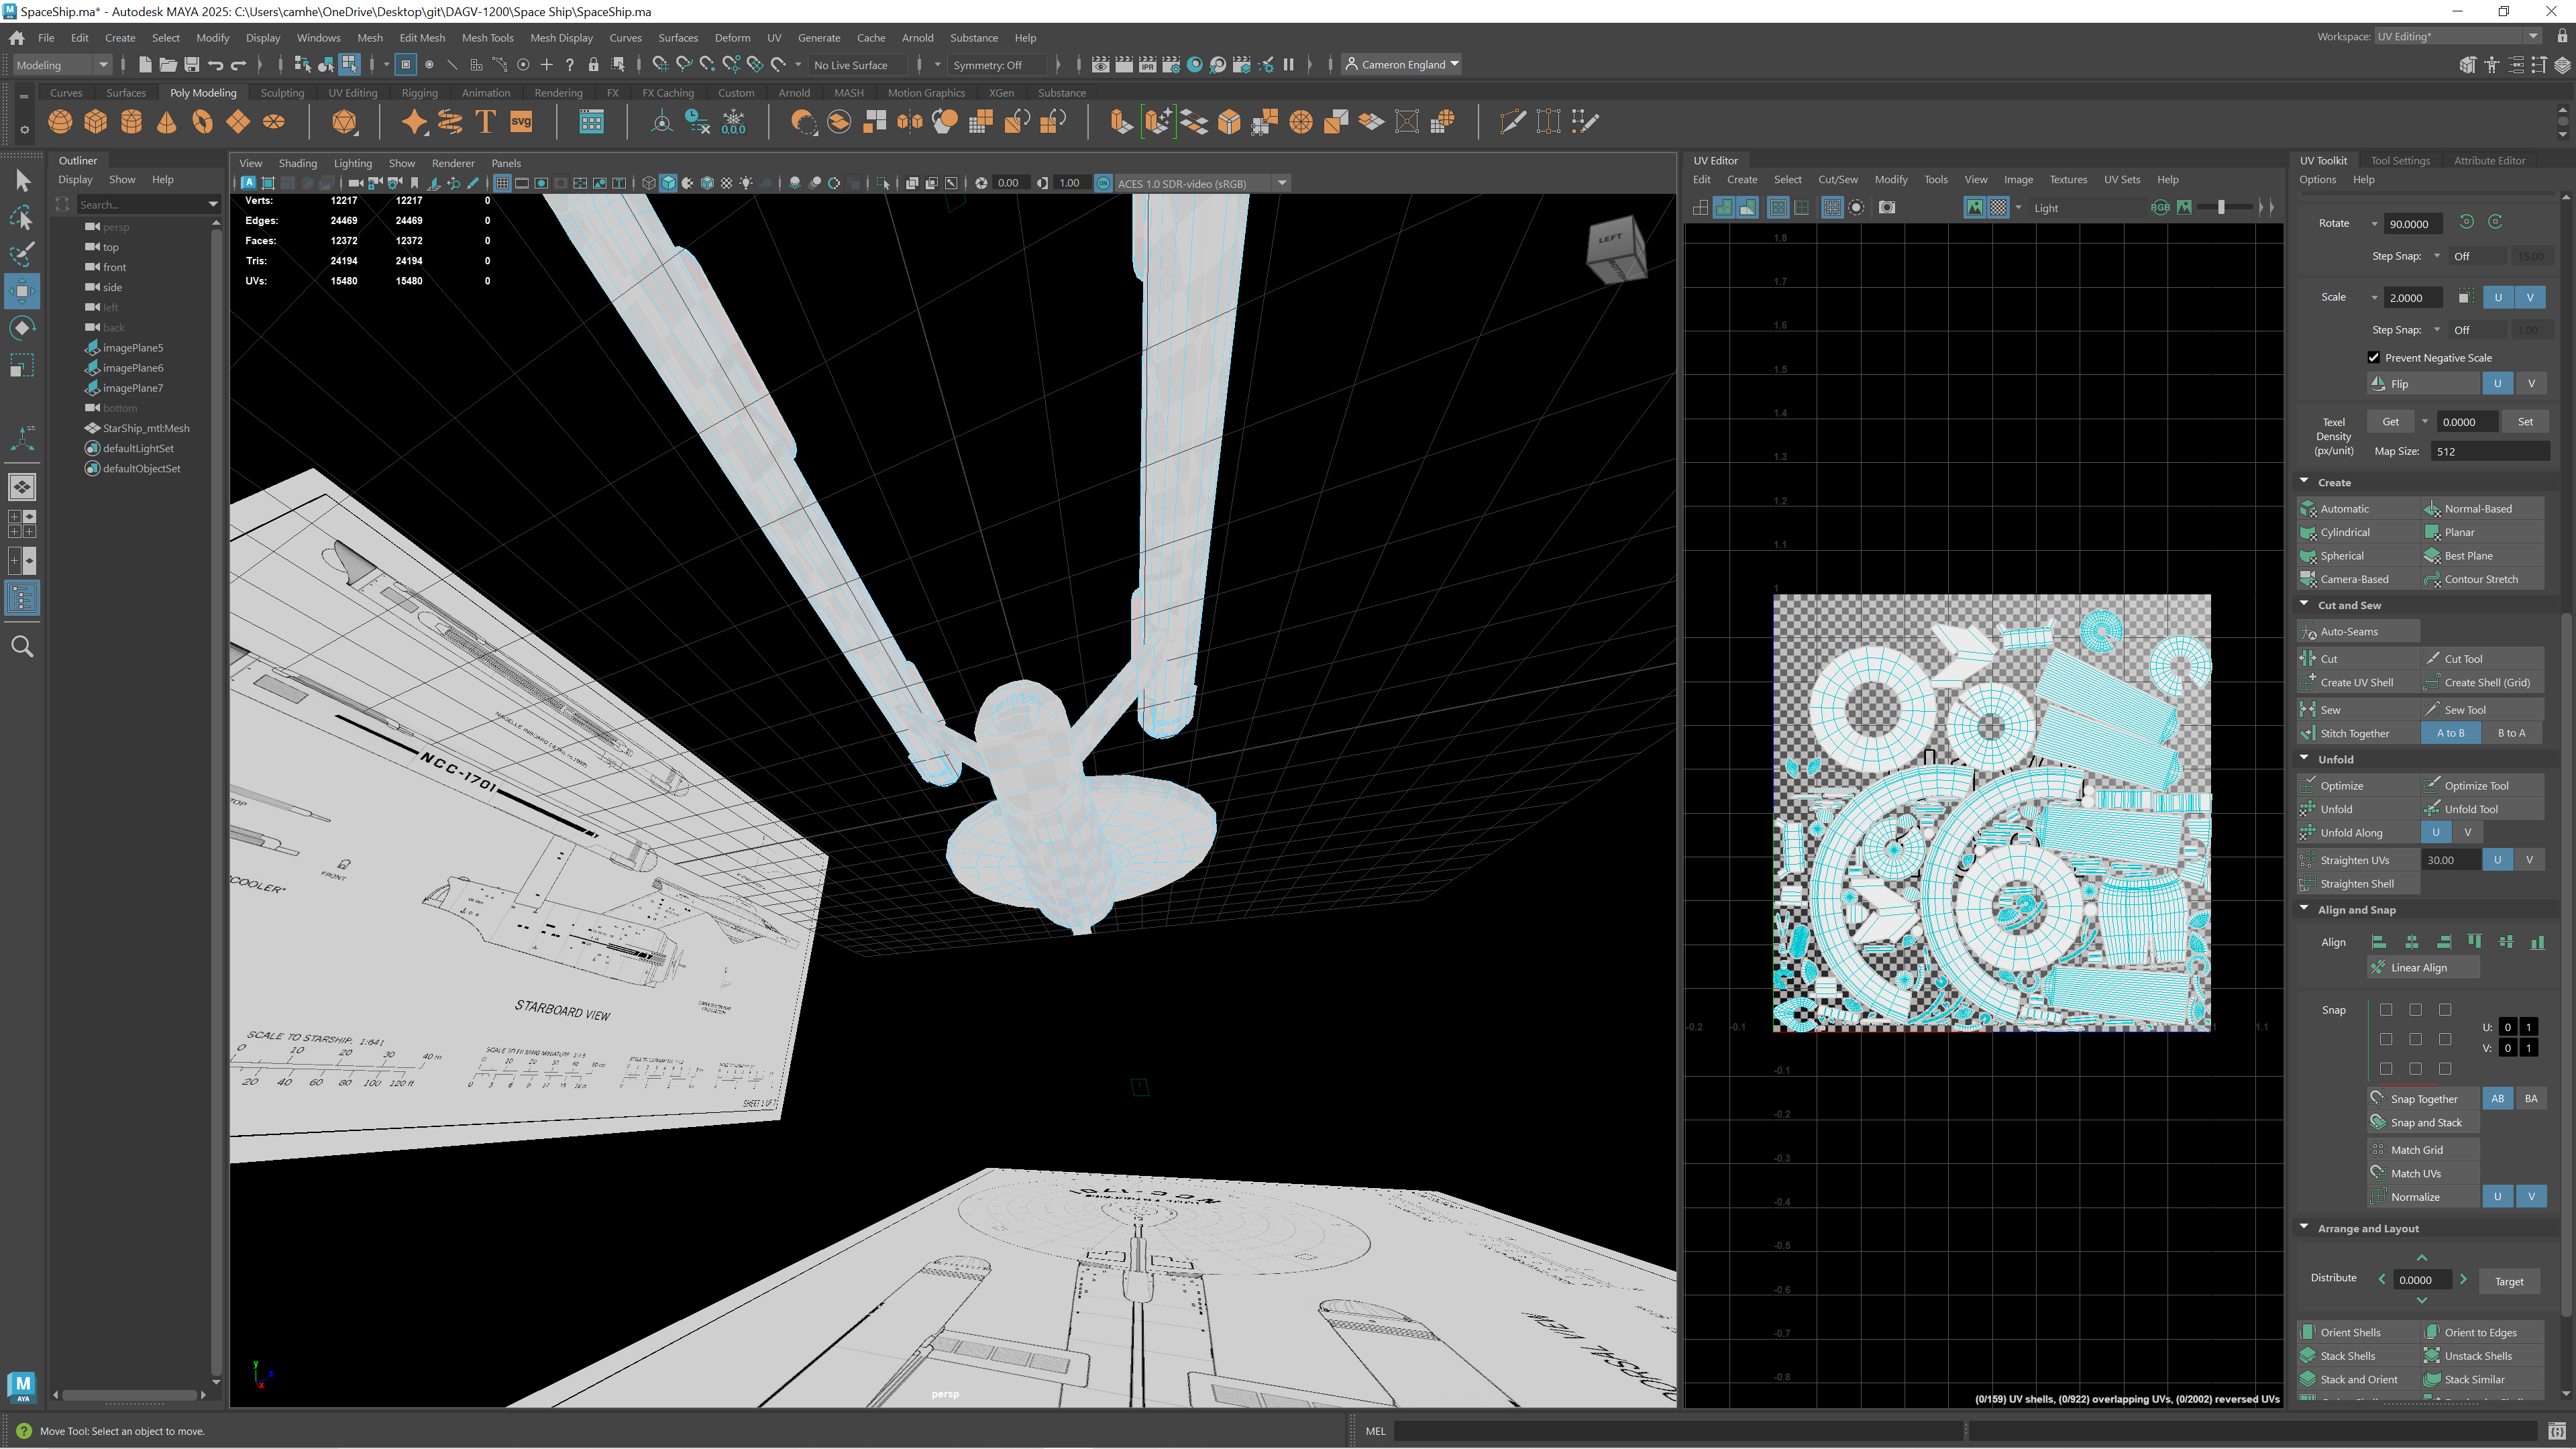 SpaceShip.ma* - Autodesk MAYA 2025: C:\Users\camhe\OneDrive\Desktop\git\DAGV-1200\Space Ship\SpaceShip.ma
File Edit Create Select Modify Display Windows Mesh Edit Mesh Mesh Tools Mesh Display Curves Surfaces Deform UV Generate Cache Arnold Substance Help
Workspace: UV Editing*
Modeling No Live Surface Symmetry: Off Cameron England
Curves Surfaces Poly Modeling Sculpting UV Editing Rigging Animation Rendering FX FX Caching Custom Arnold MASH Motion Graphics XGen Substance
SVG
0,0,0
Outliner
Display Show Help
Search...
persp
top
front
side
left
back
imagePlane5
imagePlane6
imagePlane7
bottom
StarShip_mtl:Mesh
defaultLightSet
defaultObjectSet
View Shading Lighting Show Renderer Panels
0.00 1.00 ACES 1.0 SDR-video (sRGB)
Verts: 12217 12217 0
Edges: 24469 24469 0
Faces: 12372 12372 0
Tris: 24194 24194 0
UVs: 15480 15480 0
LEFT
BOTTOM
NCC-1701
TOP
COOLER"
FRONT
STARBOARD VIEW
SCALE TO STARSHIP: 1:641
0 10 20 30 40 m
20 40 60 80 100 120 ft
SHEET 1 OF 7
persp
UV Editor
Edit Create Select Cut/Sew Modify Tools View Image Textures UV Sets Help
Light
RGB
1.8
1.7
1.6
1.5
1.4
1.3
1.2
1.1
1
-0.2 -0.1 1 1.1
-0.1
-0.2
-0.3
-0.4
-0.5
-0.6
-0.7
-0.8
(0/159) UV shells, (0/922) overlapping UVs, (0/2002) reversed UVs
UV Toolkit Tool Settings Attribute Editor
Options Help
Rotate 90.0000
Step Snap: Off 15.00
Scale 2.0000 U V
Step Snap: Off 1.00
Prevent Negative Scale
Flip U V
Texel Density (px/unit) Get 0.0000 Set
Map Size: 512
Create
Automatic Normal-Based
Cylindrical Planar
Spherical Best Plane
Camera-Based Contour Stretch
Cut and Sew
Auto-Seams
Cut Cut Tool
Create UV Shell Create Shell (Grid)
Sew Sew Tool
Stitch Together A to B B to A
Unfold
Optimize Optimize Tool
Unfold Unfold Tool
Unfold Along U V
Straighten UVs 30.00 U V
Straighten Shell
Align and Snap
Align
Linear Align
Snap
U: 0 1
V: 0 1
Snap Together AB BA
Snap and Stack
Match Grid
Match UVs
Normalize U V
Arrange and Layout
Distribute 0.0000 Target
Orient Shells Orient to Edges
Stack Shells Unstack Shells
Stack and Orient Stack Similar
Move Tool: Select an object to move.
MEL